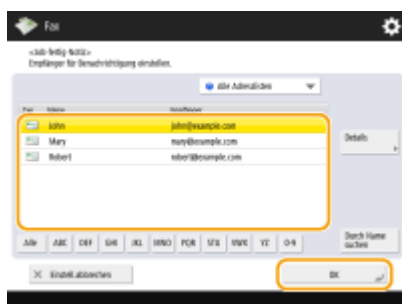 Fax
<Job-fertig-Notiz>
Empfänger für Benachrichtigung einstellen.
Alle Adresslisten
Name
John john@example.com
Mary mary@example.com
Robert robert@example.com
Details
Alle ABC DEF GHI JKL MNO PQR STU VWX YZ 0-9
Durch Name
suchen
Einstell. abbrechen
OK